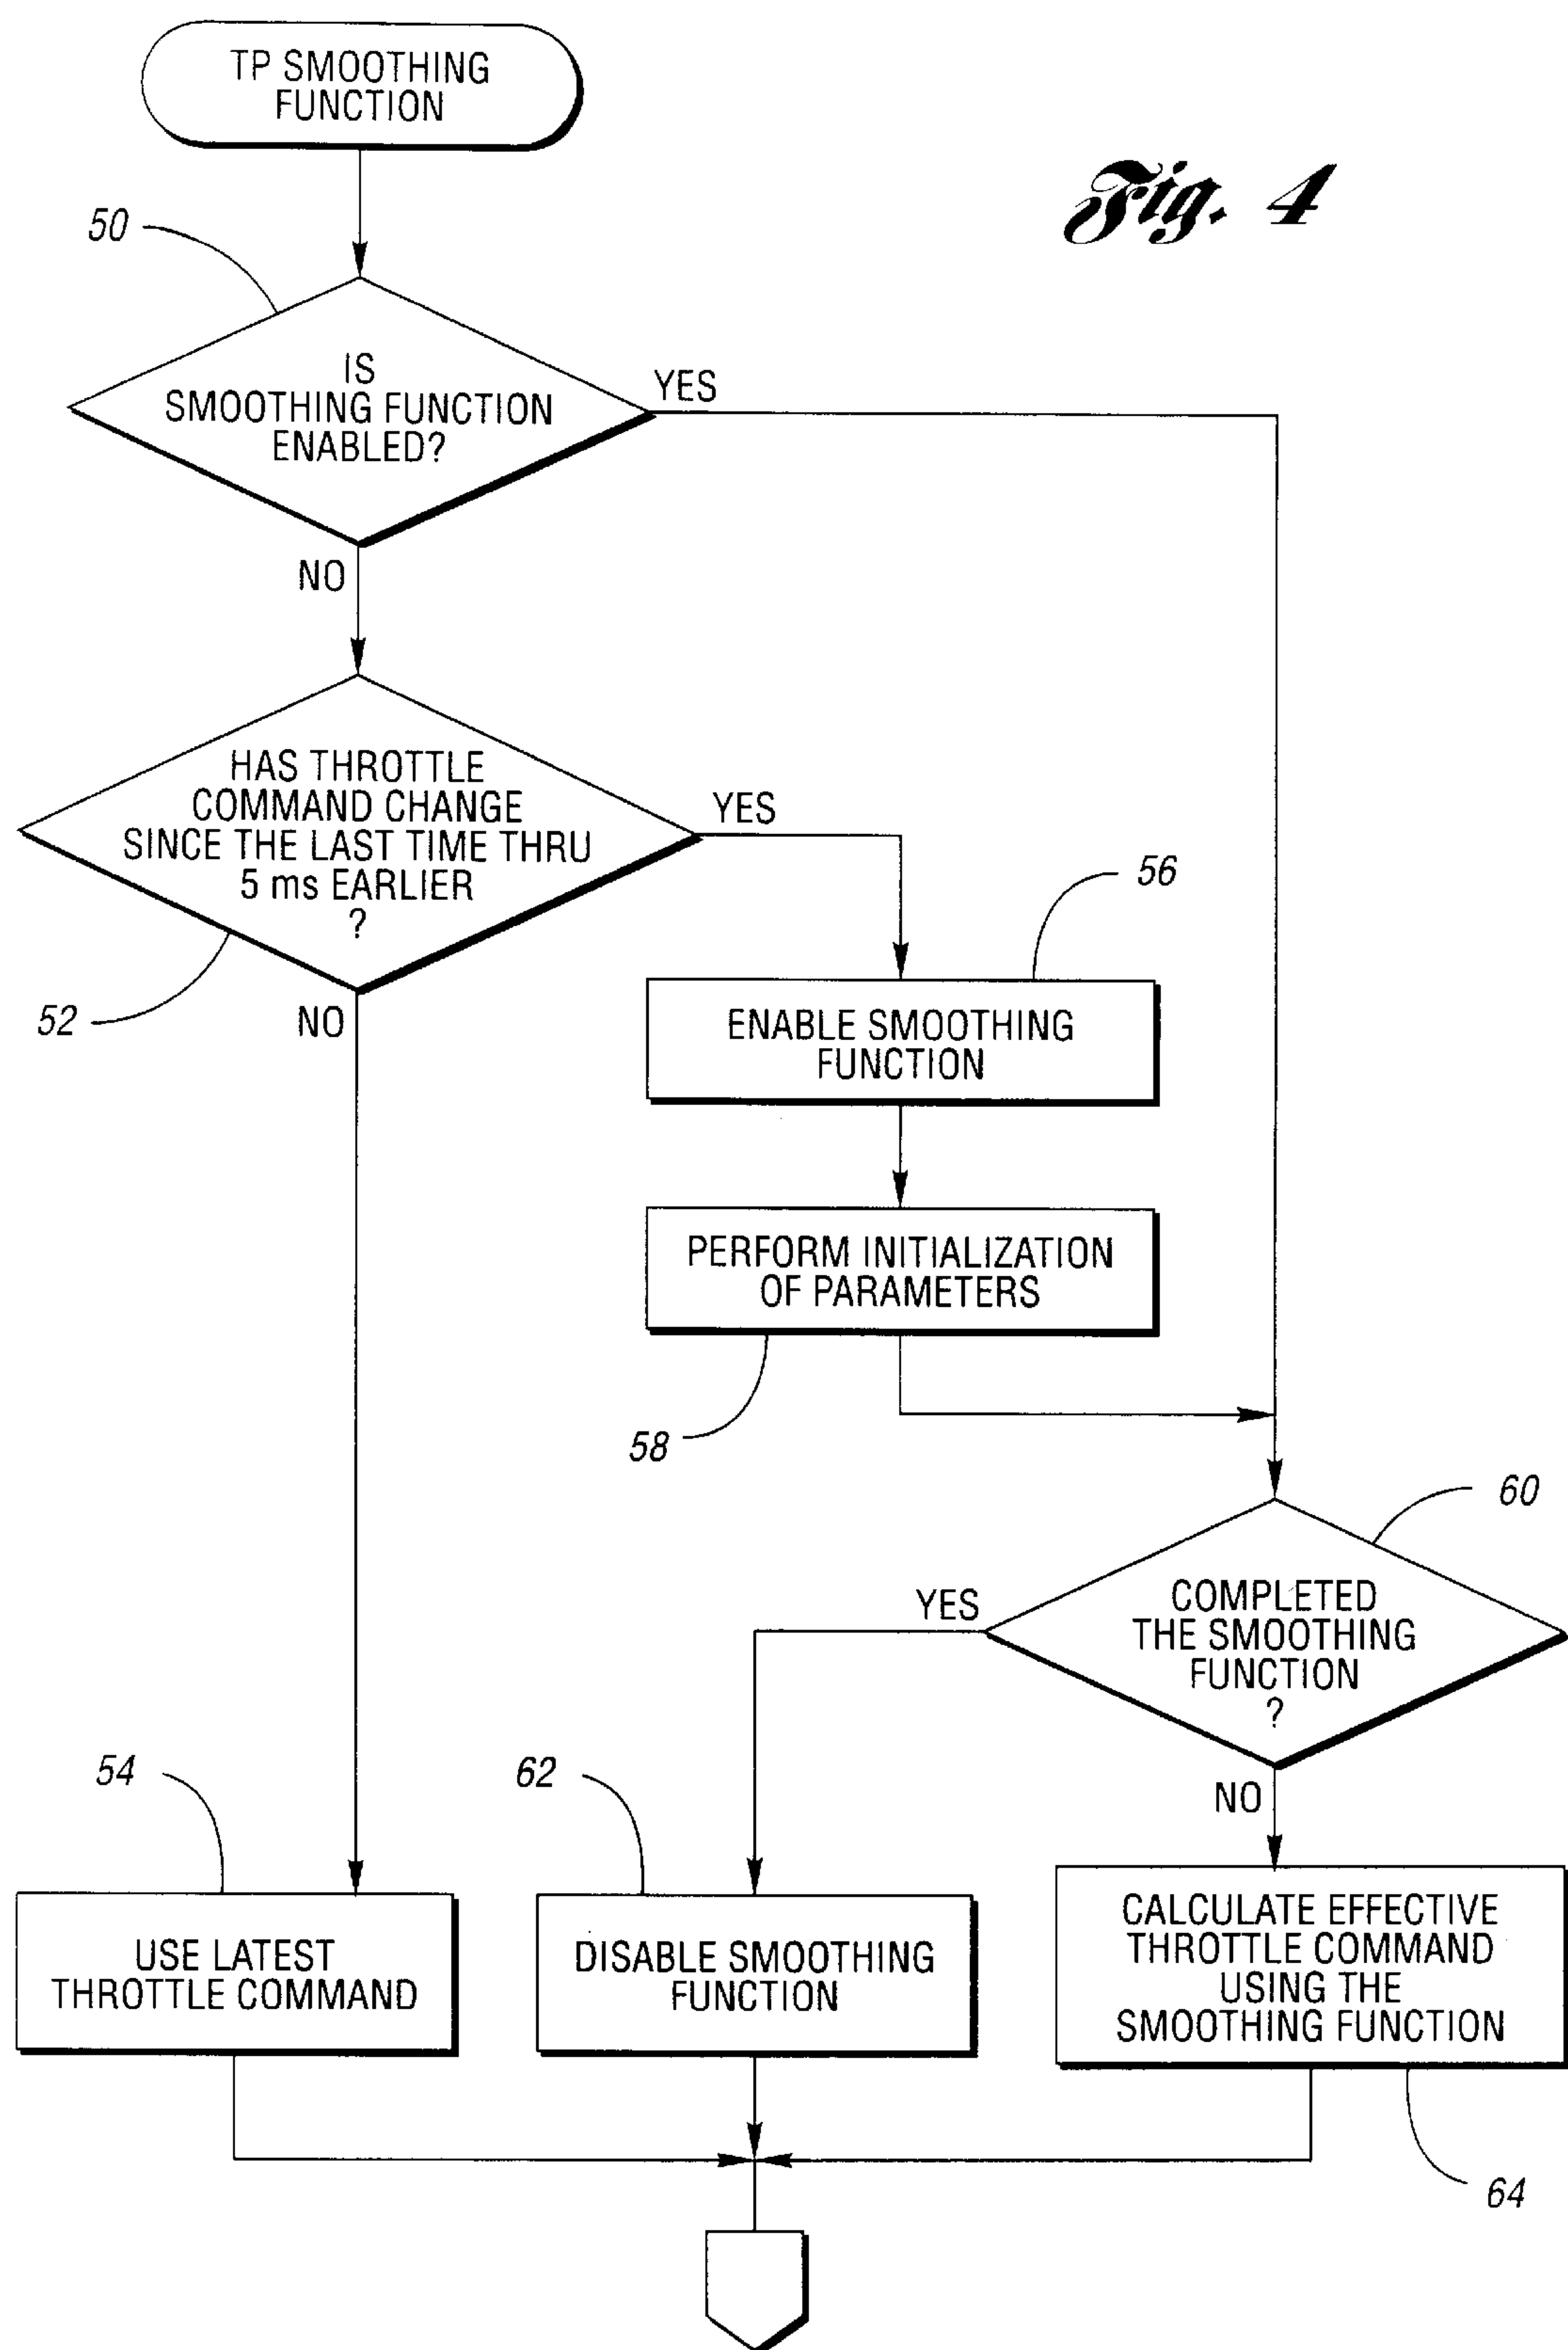 TP SMOOTHING
FUNCTION
Fig. 4
50
IS
SMOOTHING FUNCTION
ENABLED?
YES
NO
HAS THROTTLE
COMMAND CHANGE
SINCE THE LAST TIME THRU
5 ms EARLIER
?
YES
52
NO
56
ENABLE SMOOTHING
FUNCTION
PERFORM INITIALIZATION
OF PARAMETERS
58
60
COMPLETED
THE SMOOTHING
FUNCTION
?
YES
NO
54
USE LATEST
THROTTLE COMMAND
62
DISABLE SMOOTHING
FUNCTION
CALCULATE EFFECTIVE
THROTTLE COMMAND
USING THE
SMOOTHING FUNCTION
64